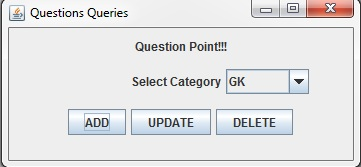 Questions Queries
Question Point!!!
Select Category GK
ADD UPDATE DELETE